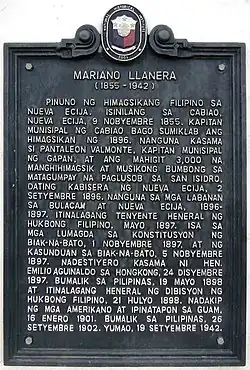 MARIANO LLANERA
(1855-1942)
PINUNO NG HIMAGSIKANG FILIPINO SA
NUEVA ECIJA. ISINILANG SA CABIAO,
NUEVA ECIJA, 9 NOBYEMBRE 1855. KAPITAN
MUNISIPAL NG CABIAO BAGO SUMIKLAB ANG
HIMAGSIKAN NG 1896. NANGUNA KASAMA
SI PANTALEON VALMONTE, KAPITAN MUNISIPAL
NG GAPAN, AT ANG MAHIGIT 3,000 NA
MANGHIHIMAGSIK AT MUSIKONG BUMBONG SA
MATAGUMPAY NA PAGLUSOB SA SAN ISIDRO,
DATING KABISERA NG NUEVA ECIJA, 2
SETYEMBRE 1896. NANGUNA SA MGA LABANAN
SA BULACAN AT NUEVA ECIJA, 1896-
1897. ITINALAGANG TENYENTE HENERAL NG
HUKBONG FILIPINO, MAYO 1897. ISA SA
MGA LUMAGDA SA KONSTITUSYON NG
BIAK-NA-BATO, 1 NOBYEMBRE 1897, AT NG
KASUNDUAN SA BIAK-NA-BATO, 5 NOBYEMBRE
1897. NADESTIYERO KASAMA NI HEN.
EMILIO AGUINALDO SA HONGKONG, 24 DISYEMBRE
1897. BUMALIK SA PILIPINAS, 19 MAYO 1898
AT ITINALAGANG HENERAL NG DIBISYON NG
HUKBONG FILIPINO, 21 HULYO 1898. NADAKIP
NG MGA AMERIKANO AT IPINATAPON SA GUAM,
16 ENERO 1901. BUMALIK SA PILIPINAS, 26
SETYEMBRE 1902. YUMAO, 19 SETYEMBRE 1942.